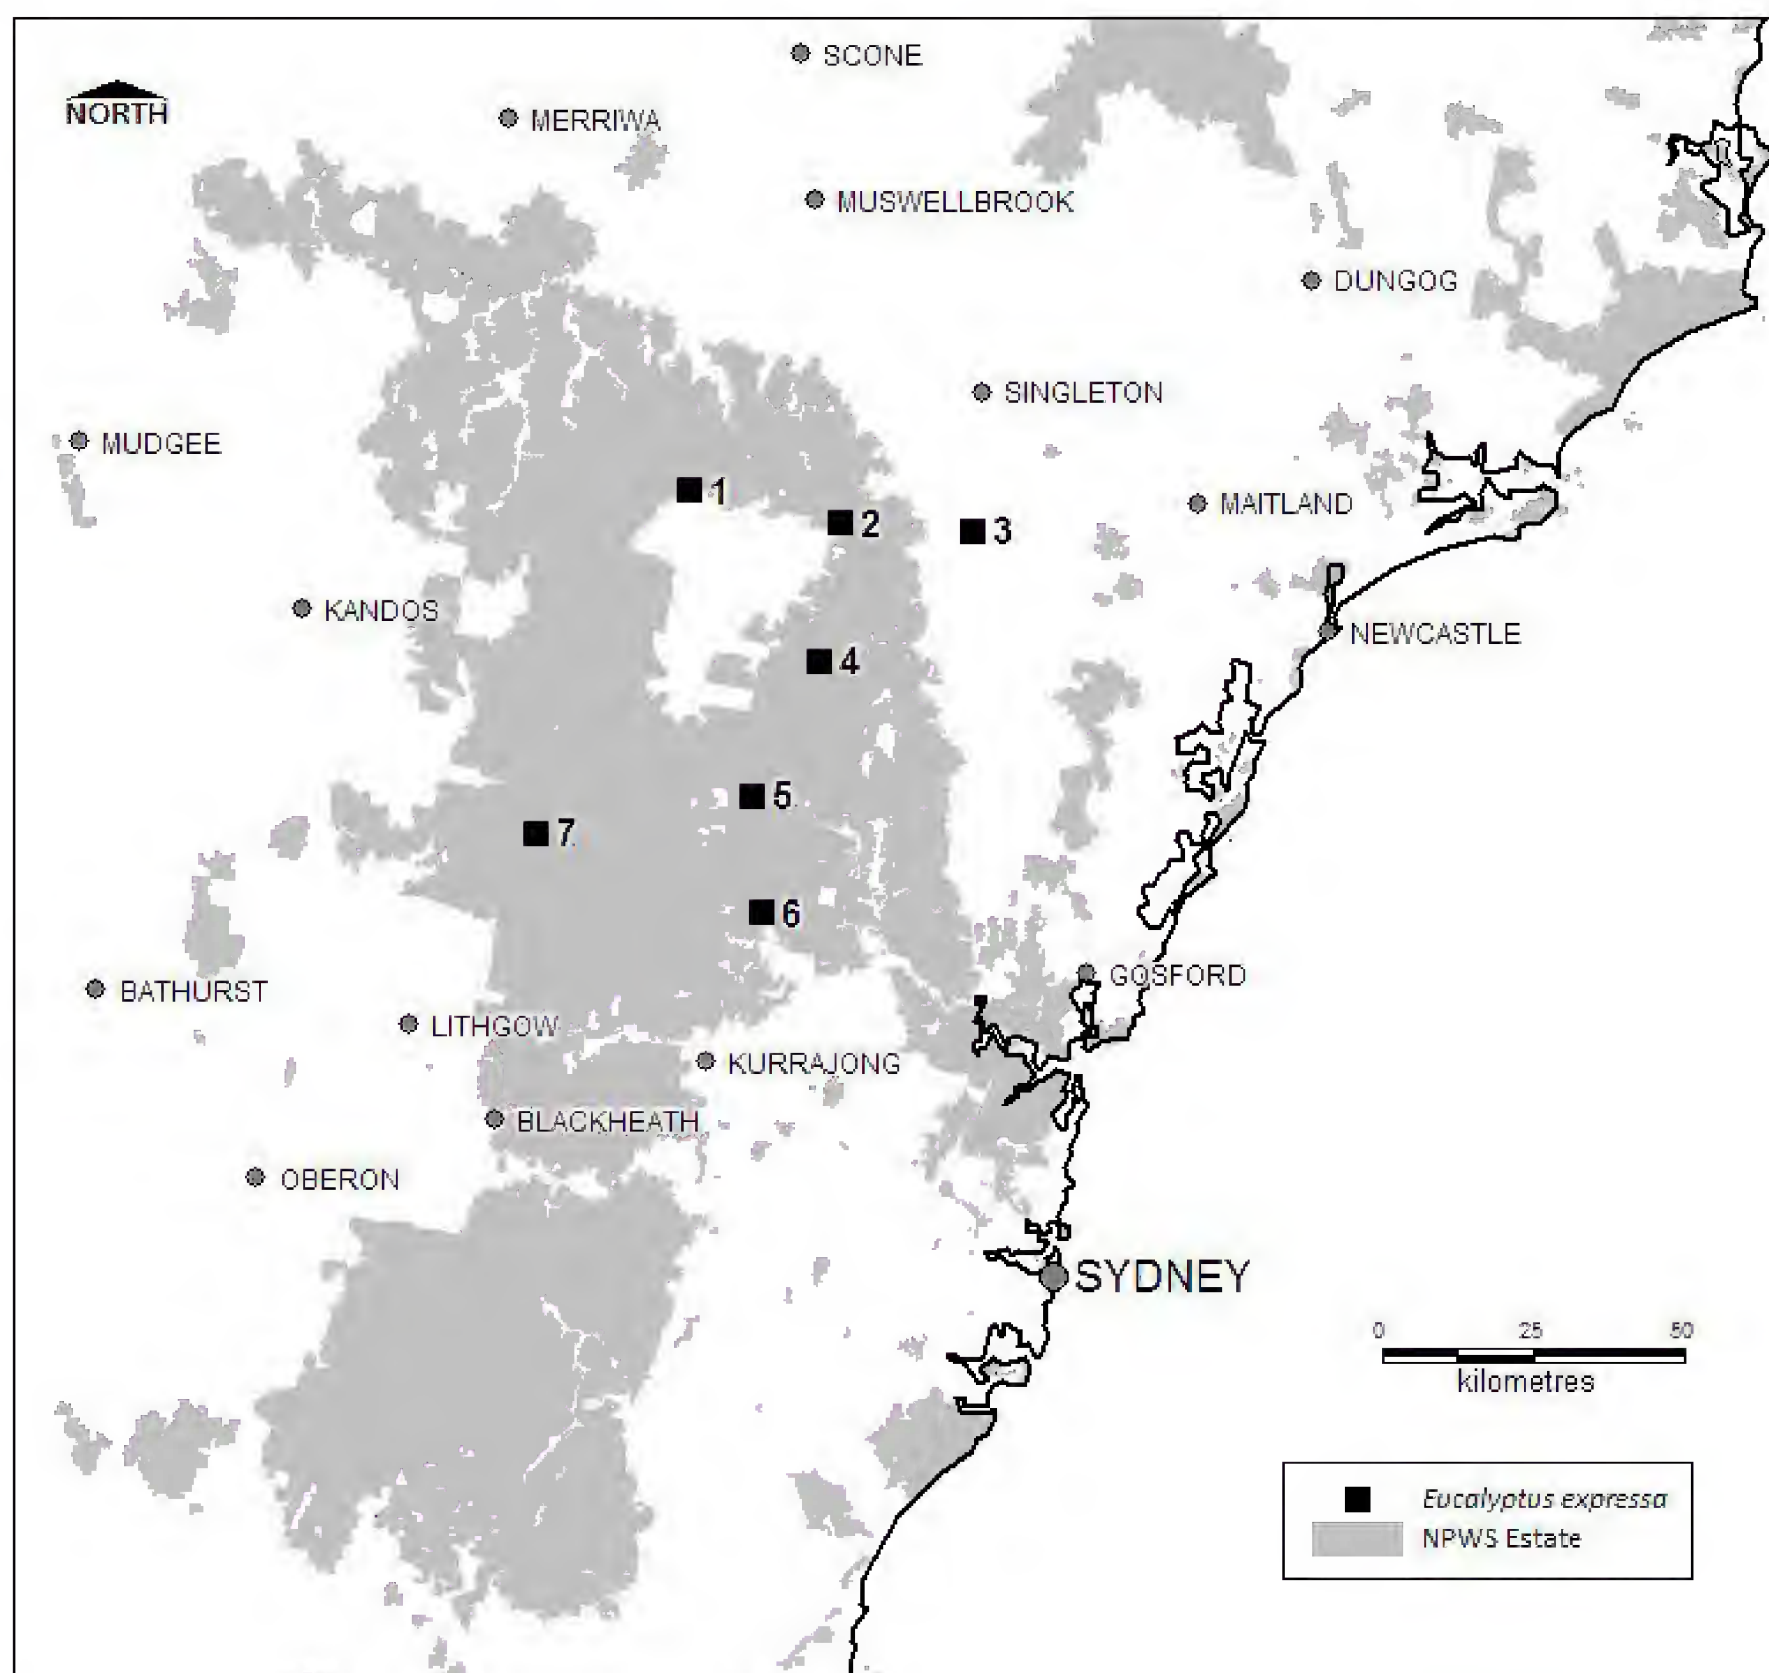 SCONE
NORTH
MERRIWA
MUSWELLBROOK
DUNGOG
SINGLETON
MUDGEE
1
2
3
MAITLAND
KANDOS
NEWCASTLE
4
5
7
6
GOSFORD
BATHURST
LITHGOW
KURRAJONG
BLACKHEATH
OBERON
SYDNEY
0 25 50
kilometres
Eucalyptus expressa
NPWS Estate